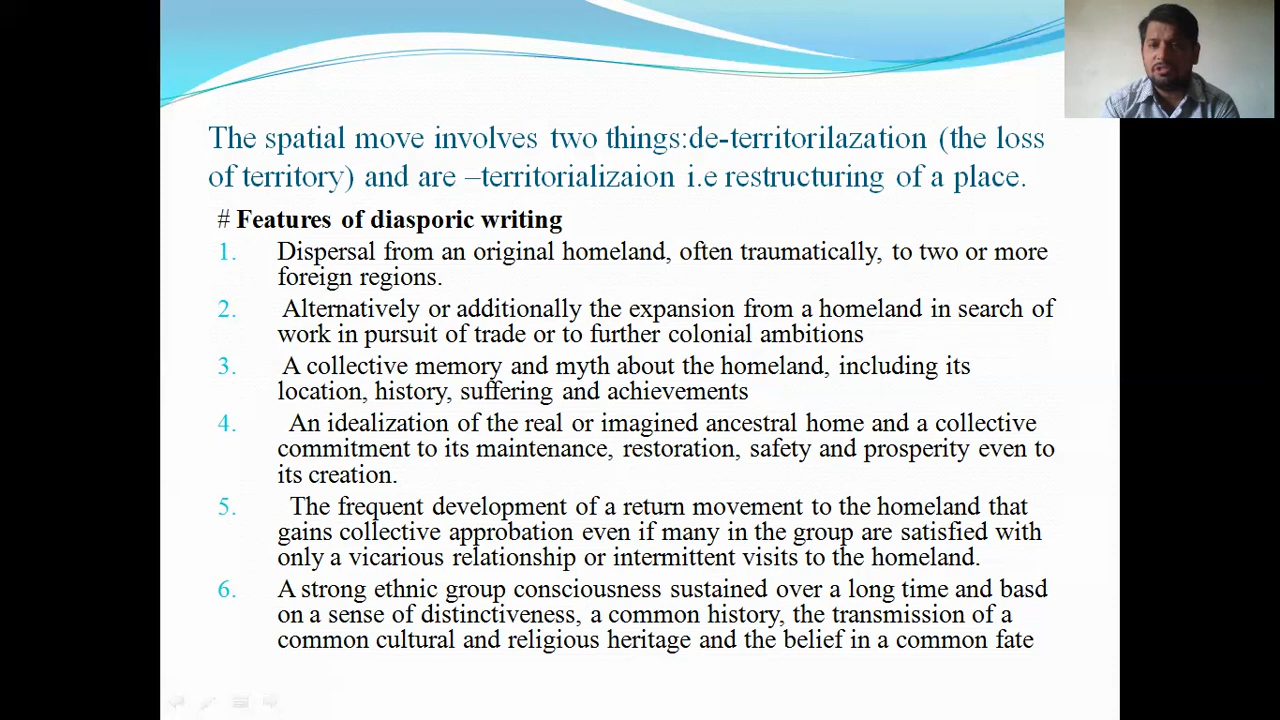 The spatial move involves two things:de-territorilazation (the loss
of territory) and are –territorializaion i.e restructuring of a place.
# Features of diasporic writing
1. Dispersal from an original homeland, often traumatically, to two or more
foreign regions.
2. Alternatively or additionally the expansion from a homeland in search of
work in pursuit of trade or to further colonial ambitions
3. A collective memory and myth about the homeland, including its
location, history, suffering and achievements
4. An idealization of the real or imagined ancestral home and a collective
commitment to its maintenance, restoration, safety and prosperity even to
its creation.
5. The frequent development of a return movement to the homeland that
gains collective approbation even if many in the group are satisfied with
only a vicarious relationship or intermittent visits to the homeland.
6. A strong ethnic group consciousness sustained over a long time and basd
on a sense of distinctiveness, a common history, the transmission of a
common cultural and religious heritage and the belief in a common fate